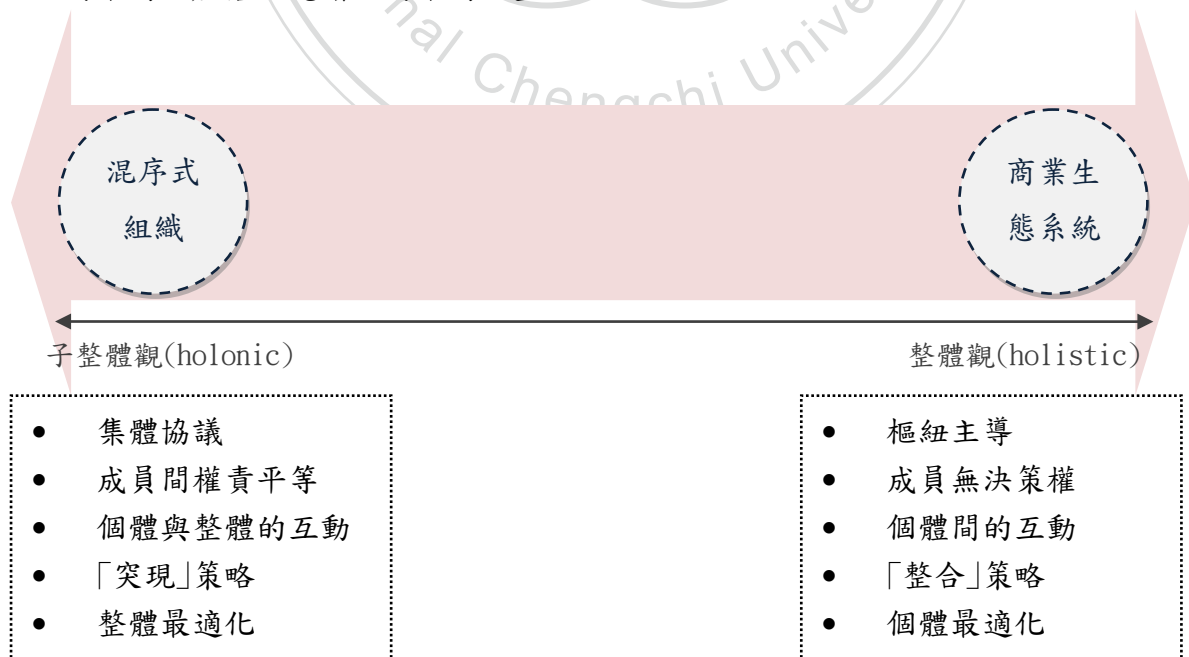 混序式
組織
商業生
態系統
子整體觀(holonic)
整體觀(holistic)
• 集體協議
• 成員間權責平等
• 個體與整体的互動
• 「突現」策略
• 整體最適化
• 樞紐主導
• 成員無決策權
• 個體間的互動
• 「整合」策略
• 個體最適化
Chengchi